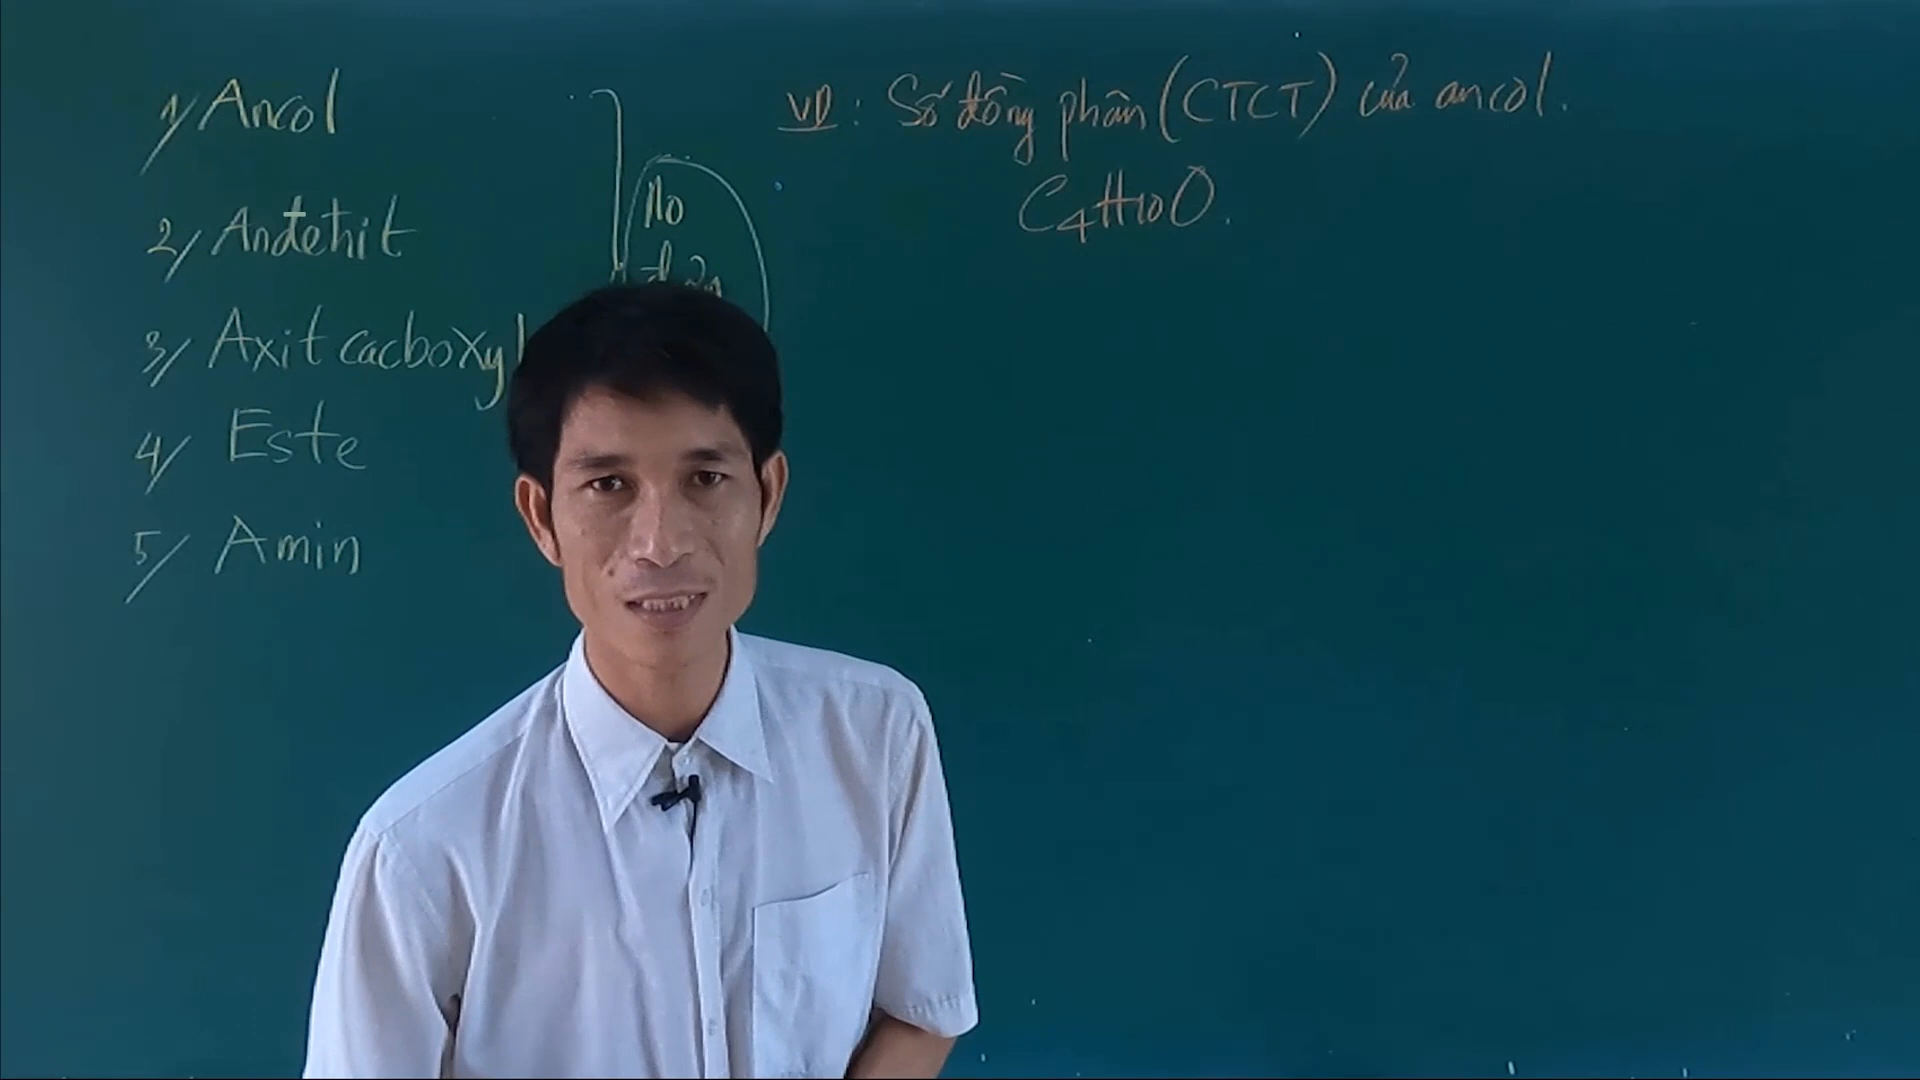 1/ Ancol
2/ Anđehit
3/ Axit cacboxyl
4/ Este
5/ Amin
no
VD: Số đồng phân (CTCT) của ancol.
C4H10O.